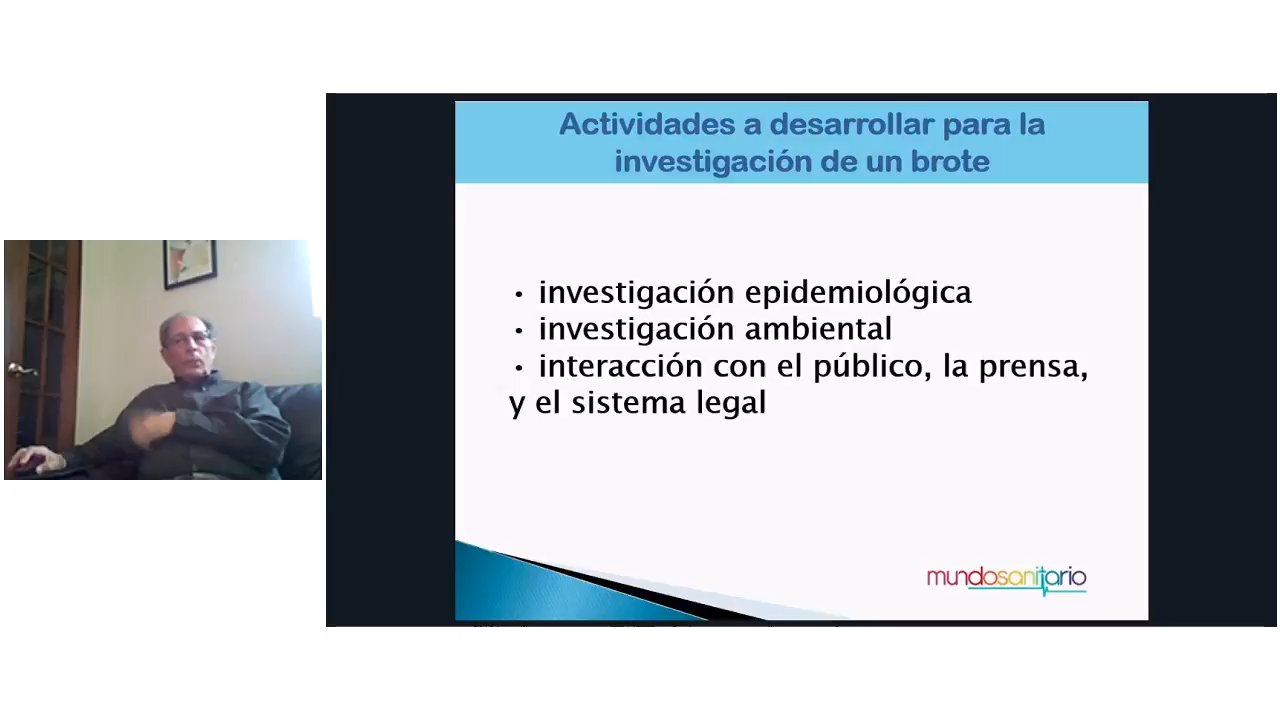 Actividades a desarrollar para la
investigación de un brote
• investigación epidemiológica
• investigación ambiental
• interacción con el público, la prensa,
y el sistema legal
mundosanitario